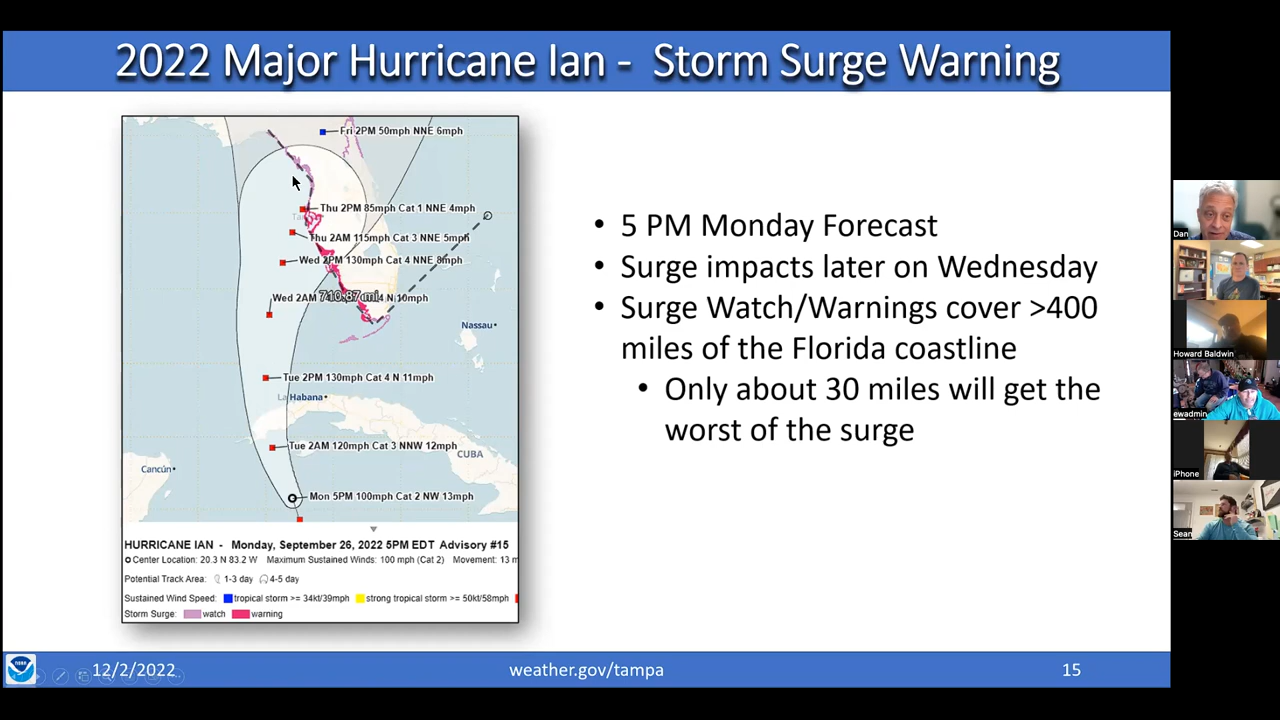 2022 Major Hurricane Ian - Storm Surge Warning
Fri 2PM 50mph NNE 6mph
Thu 2PM 85mph Cat 1 NNE 4mph
Thu 2AM 115mph Cat 3 NNE 5mph
Wed 2PM 130mph Cat 4 NNE 8mph
Wed 2AM 710.87 mi 4 N 10mph
Nassau
Tue 2PM 130mph Cat 4 N 11mph
La Habana
Tue 2AM 120mph Cat 3 NNW 12mph
CUBA
Cancún
Mon 5PM 100mph Cat 2 NW 13mph
HURRICANE IAN - Monday, September 26, 2022 5PM EDT Advisory #15
Center Location: 20.3 N 83.2 W Maximum Sustained Winds: 100 mph (Cat 2) Movement: 13 m
Potential Track Area: 1-3 day 4-5 day
Sustained Wind Speed: tropical storm >= 34kt/39mph strong tropical storm >= 50kt/58mph
Storm Surge: watch warning
• 5 PM Monday Forecast
• Surge impacts later on Wednesday
• Surge Watch/Warnings cover >400
miles of the Florida coastline
• Only about 30 miles will get the
worst of the surge
Dan
Howard Baldwin
ewadmin
iPhone
Sean
12/2/2022
weather.gov/tampa
15